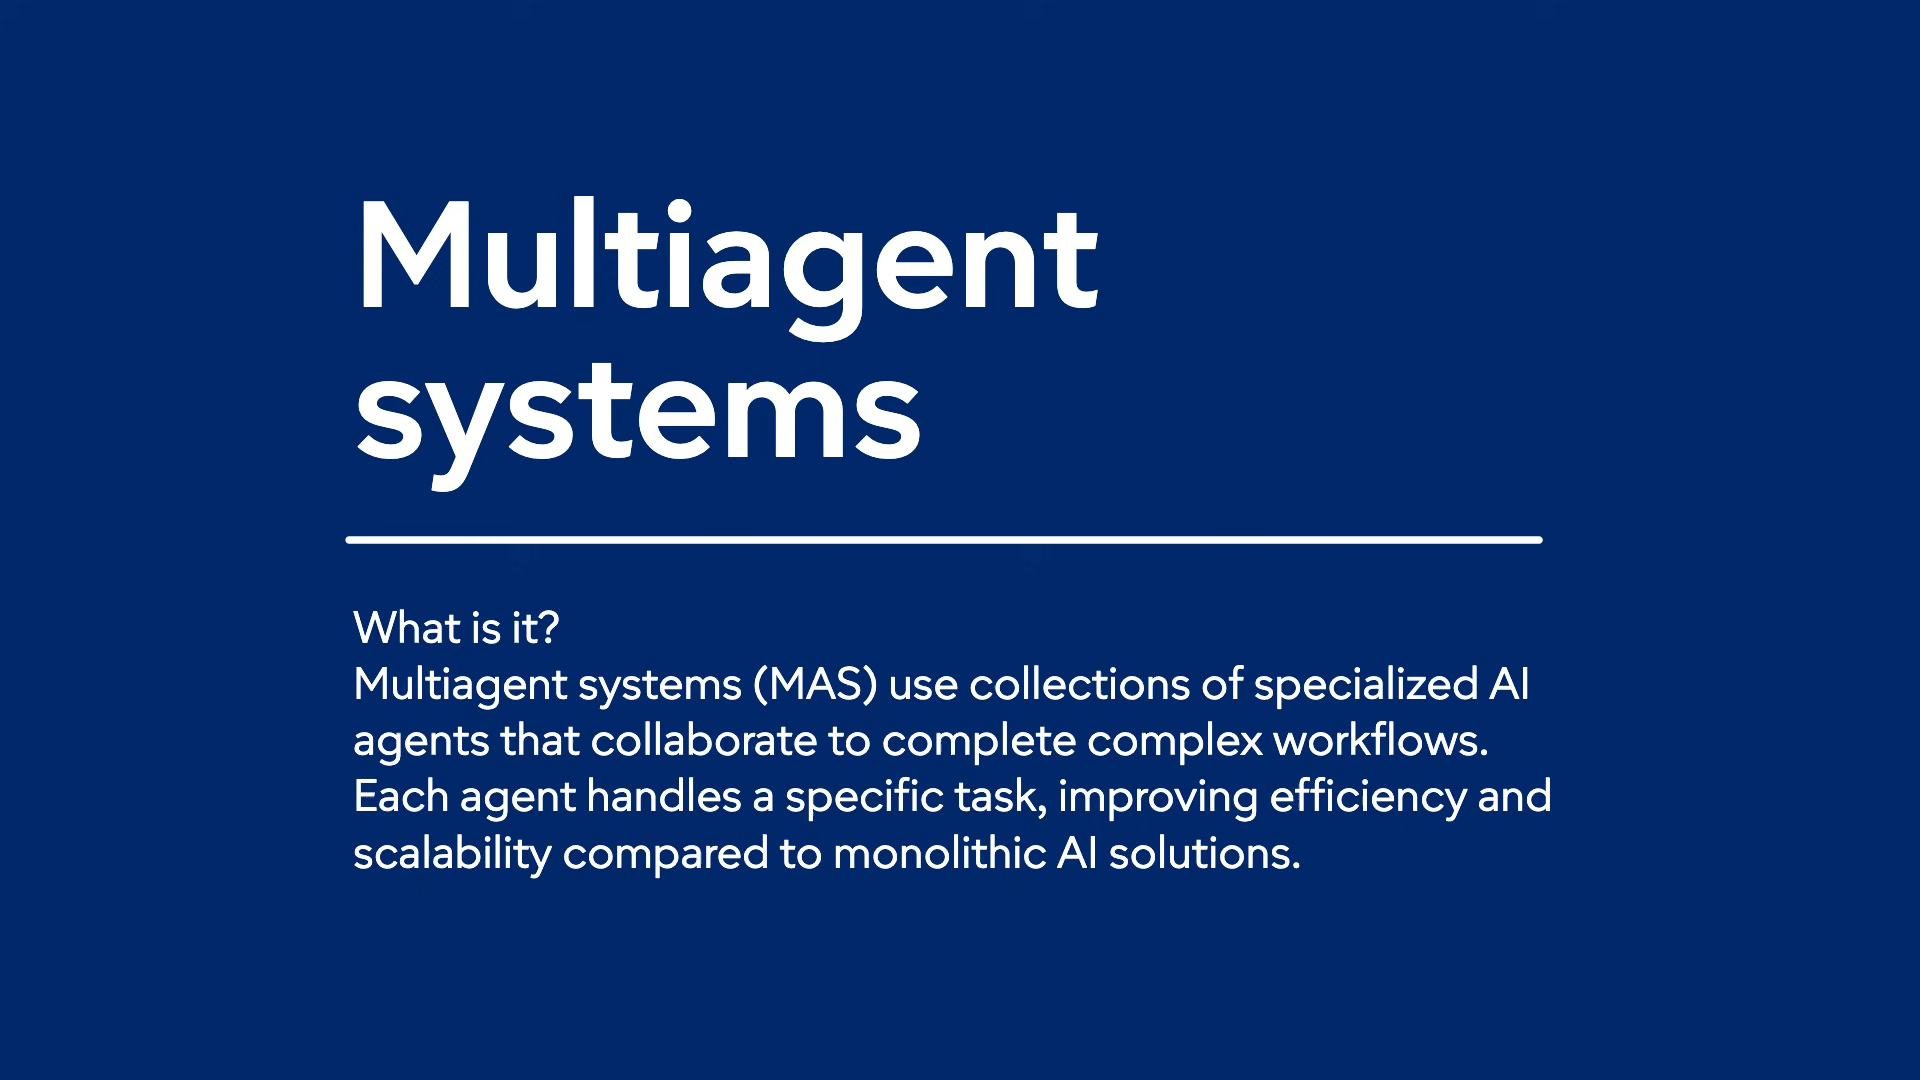 Multiagent
systems
What is it?
Multiagent systems (MAS) use collections of specialized AI
agents that collaborate to complete complex workflows.
Each agent handles a specific task, improving efficiency and
scalability compared to monolithic AI solutions.